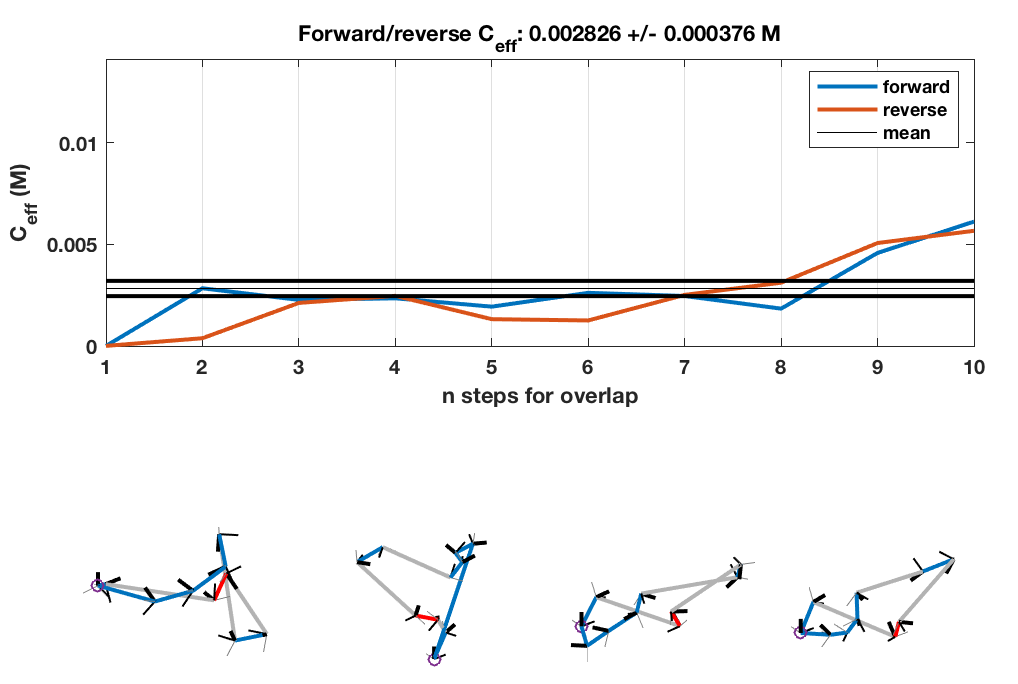 Forward/reverse C_eff: 0.002826 +/- 0.000376 M
forward
reverse
mean
0.01
0.005
0
C_eff (M)
1 2 3 4 5 6 7 8 9 10
n steps for overlap